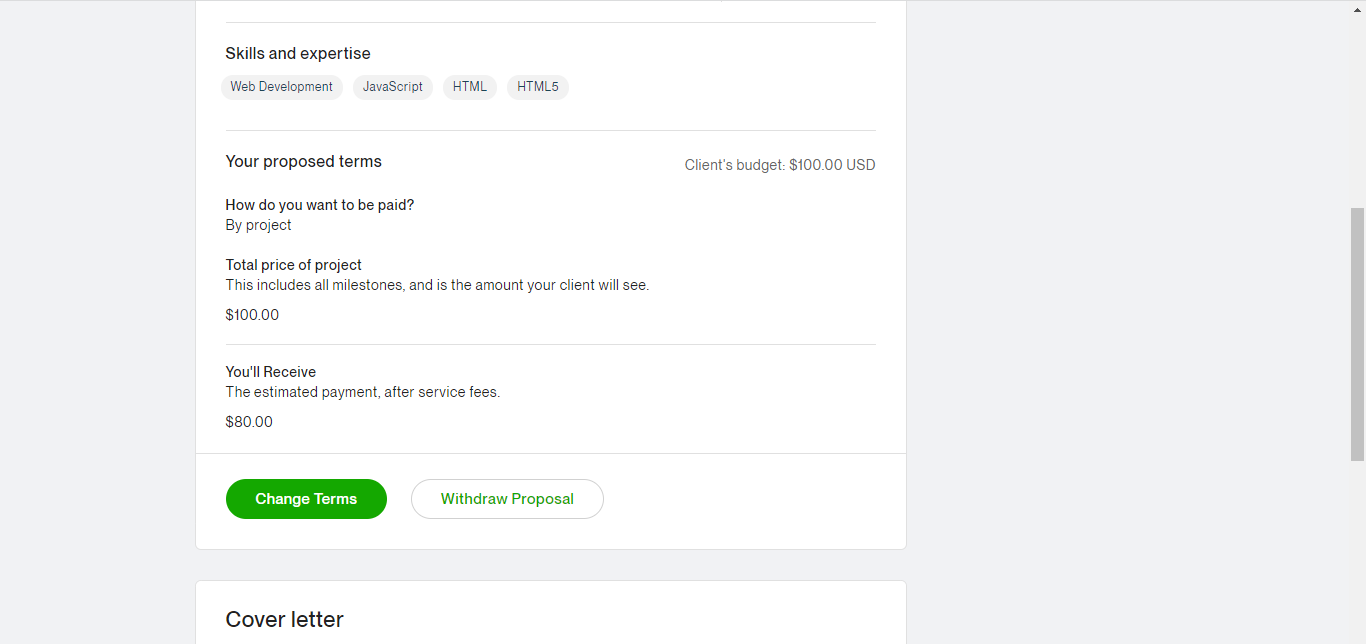 Skills and expertise
Web Development JavaScript HTML HTML5
Your proposed terms
Client's budget: $100.00 USD
How do you want to be paid?
By project
Total price of project
This includes all milestones, and is the amount your client will see.
$100.00
You'll Receive
The estimated payment, after service fees.
$80.00
Change Terms Withdraw Proposal
Cover letter